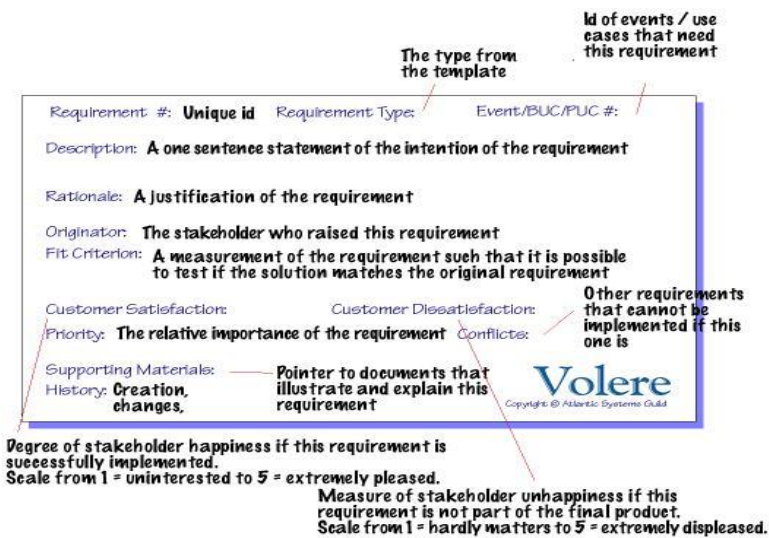 Id of events / use
cases that need
this requirement
The type from
the template
Requirement #: Unique id Requirement Type: Event/BUC/PUC #:
Description: A one sentence statement of the intention of the requirement
Rationale: A justification of the requirement
Originator: The stakeholder who raised this requirement
Fit Criterion: A measurement of the requirement such that it is possible
to test if the solution matches the original requirement
Other requirements
that cannot be
implemented if this
one is
Customer Satisfaction: Customer Dissatisfaction:
Priority: The relative importance of the requirement Conflicts:
Supporting Materials: Pointer to documents that
illustrate and explain this
requirement
History: Creation,
changes,
Volere
Copyright © Atlantic Systems Guild
Degree of stakeholder happiness if this requirement is
successfully implemented.
Scale from 1 = uninterested to 5 = extremely pleased.
Measure of stakeholder unhappiness if this
requirement is not part of the final product.
Scale from 1 = hardly matters to 5 = extremely displeased.